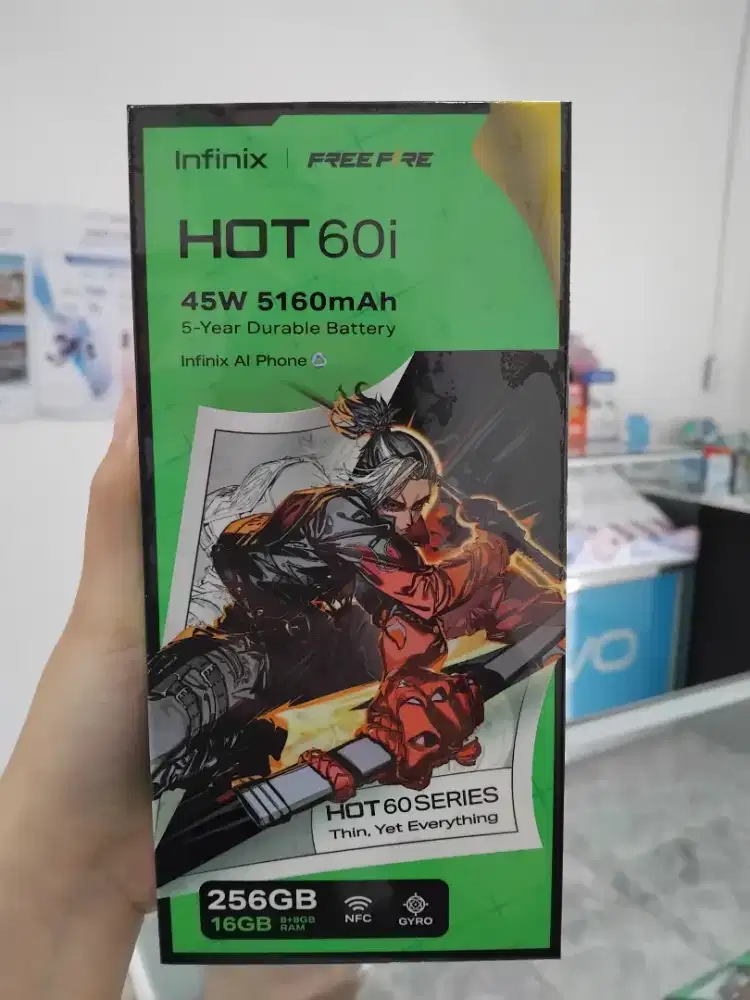 Infinix | FREE FIRE
HOT 60i
45W 5160mAh
5-Year Durable Battery
Infinix AI Phone
HOT 60 SERIES
Thin, Yet Everything
256GB
16GB 8+8GB RAM
NFC
GYRO